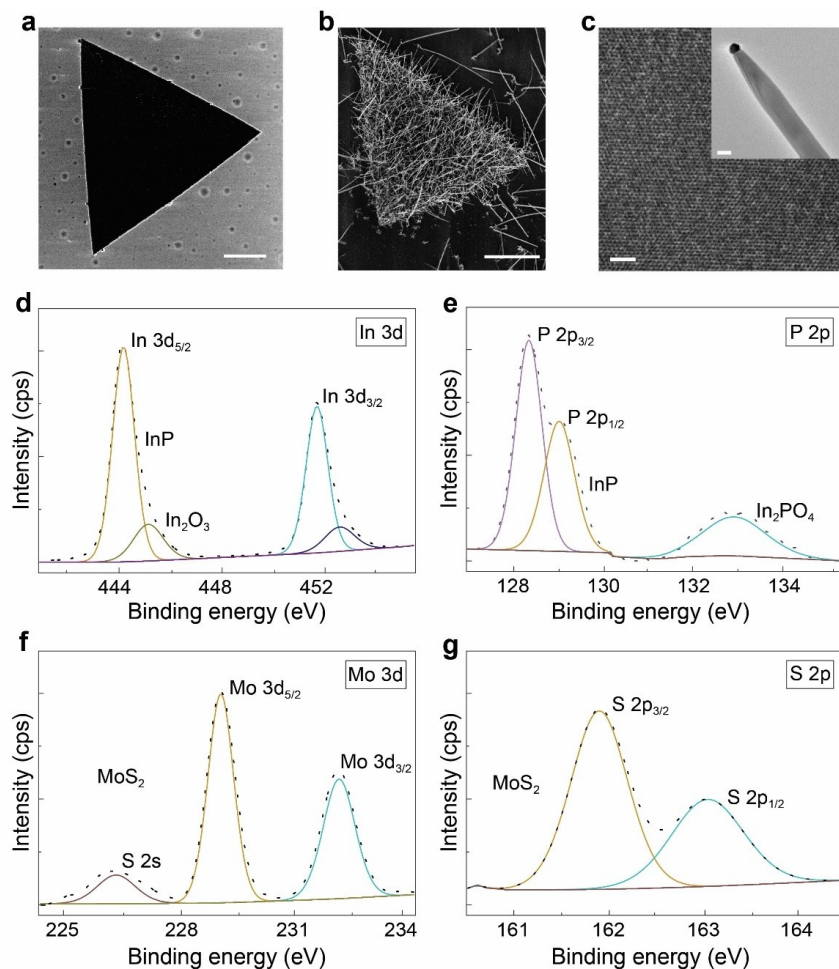 a
b
c
d
In 3d
In 3d5/2
In 3d3/2
InP
In2O3
Intensity (cps)
444
448
452
Binding energy (eV)
e
P 2p
P 2p3/2
P 2p1/2
InP
In2PO4
Intensity (cps)
128
130
132
134
Binding energy (eV)
f
Mo 3d
Mo 3d5/2
Mo 3d3/2
MoS2
S 2s
Intensity (cps)
225
228
231
234
Binding energy (eV)
g
S 2p
S 2p3/2
MoS2
S 2p1/2
Intensity (cps)
161
162
163
164
Binding energy (eV)